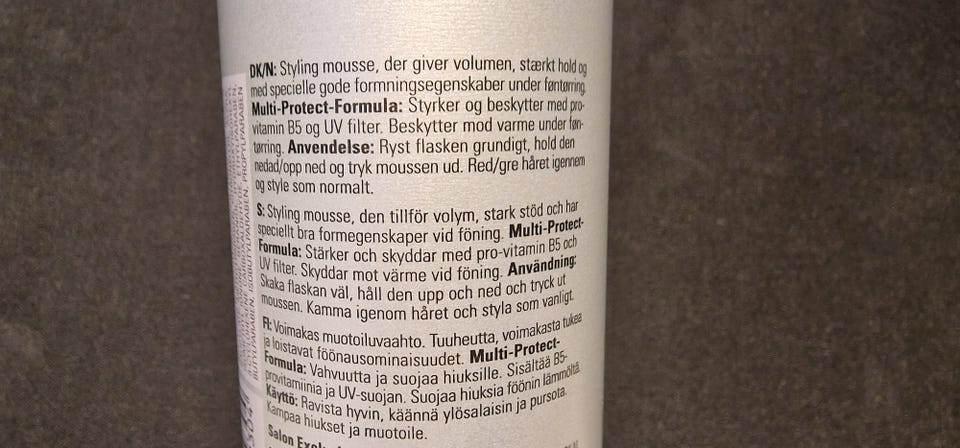 DK/N: Styling mousse, der giver volumen, stærkt hold og
med specielle gode formningsegenskaber under føntørring.
Multi-Protect-Formula: Styrker og beskytter med pro-
vitamin B5 og UV filter. Beskytter mod varme under føn-
tørring. Anvendelse: Ryst flasken grundigt, hold den
nedad/opp ned og tryk moussen ud. Red/gre håret igennem
og style som normalt.
S: Styling mousse, den tillför volym, stark stöd och har
speciellt bra formegenskaper vid föning. Multi-Protect-
Formula: Stärker och skyddar med pro-vitamin B5 och
UV filter. Skyddar mot värme vid föning. Användning:
Skaka flaskan väl, håll den upp och ned och tryck ut
moussen. Kamma igenom håret och styla som vanligt.
FI: Voimakas muotoiluvaahto. Tuuheutta, voimakasta tukea
ja loistavat föönausominaisuudet. Multi-Protect-
Formula: Vahvuutta ja suojaa hiuksille. Sisältää B5-
provitamiinia ja UV-suojan. Suojaa hiuksia föönin lämmöltä.
Käyttö: Ravista hyvin, käännä ylösalaisin ja pursota.
Kampaa hiukset ja muotoile.
Salon
BUTYLPARABEN, ISOBUTYLPARABEN, PROPYLPARABEN